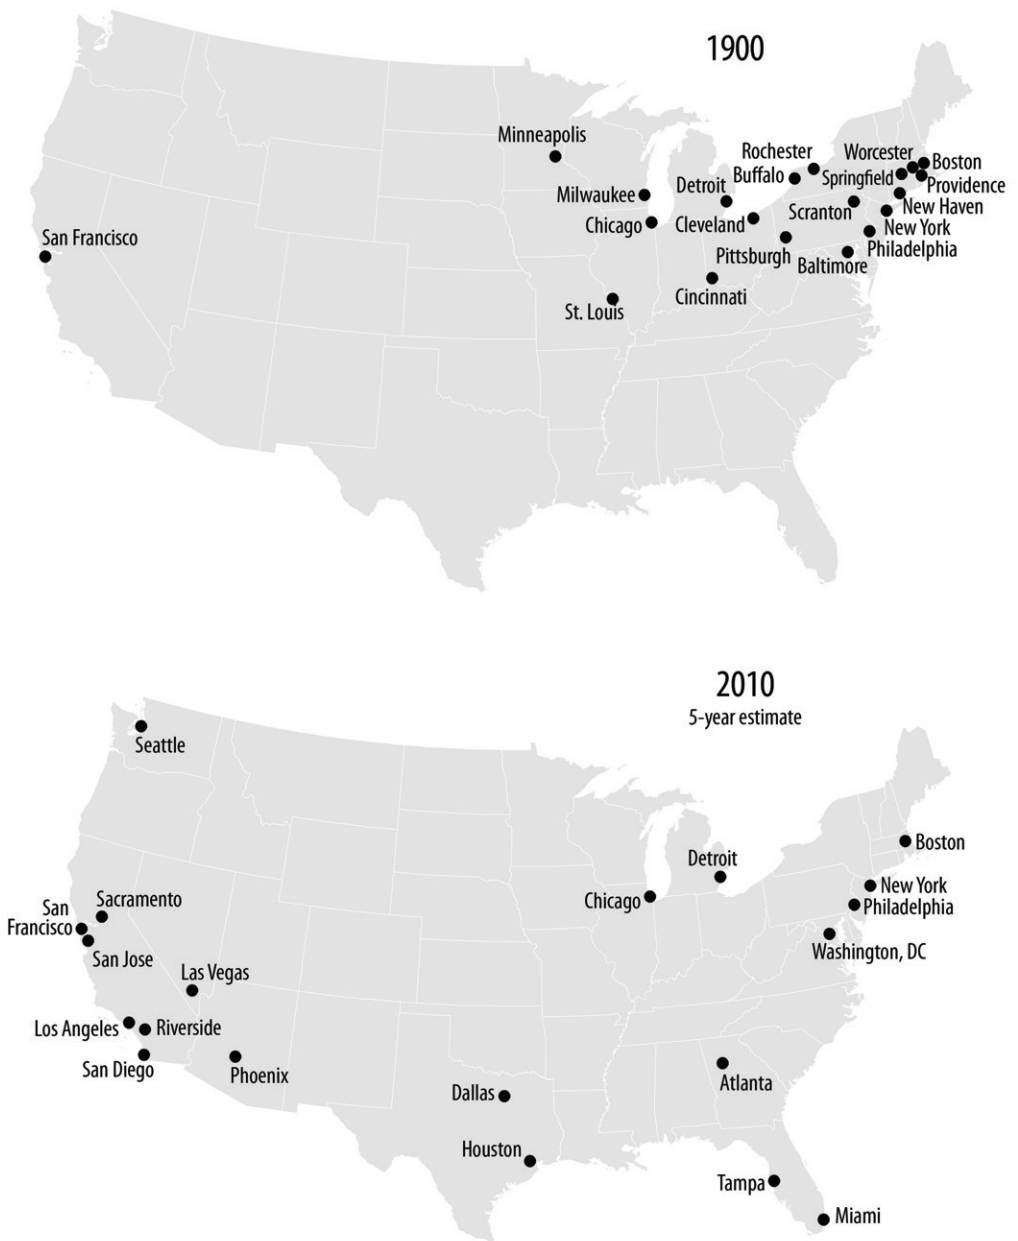 1900
Minneapolis
Rochester
Worcester
Boston
Buffalo
Springfield
Providence
Detroit
Milwaukee
New Haven
Scranton
Chicago
Cleveland
New York
San Francisco
Philadelphia
Pittsburgh
Baltimore
Cincinnati
St. Louis
2010
5-year estimate
Seattle
Boston
Detroit
New York
Chicago
Philadelphia
Sacramento
San
Francisco
Washington, DC
San Jose
Las Vegas
Los Angeles
Riverside
San Diego
Phoenix
Atlanta
Dallas
Houston
Tampa
Miami